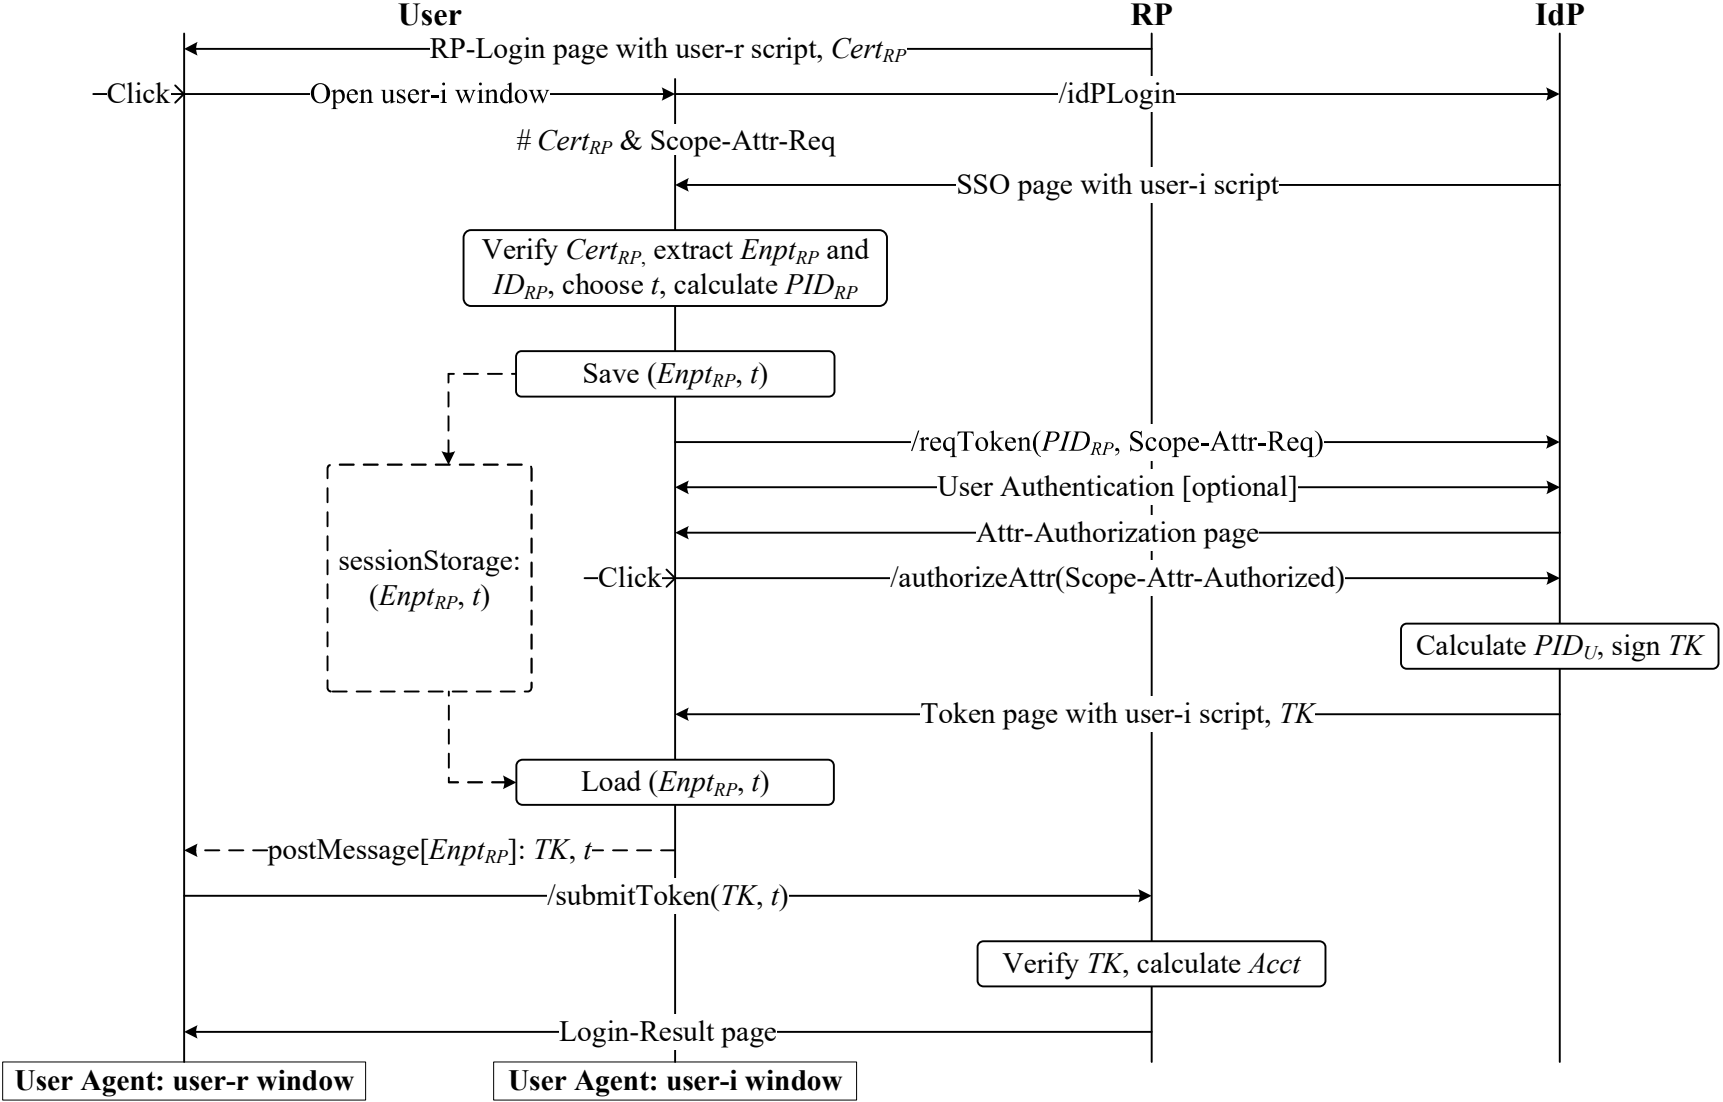 User
RP
IdP
RP-Login page with user-r script, CertRP
Click
Open user-i window
/idPLogin
# CertRP & Scope-Attr-Req
SSO page with user-i script
Verify CertRP, extract EnptRP and
IDRP, choose t, calculate PIDRP
Save (EnptRP, t)
/reqToken(PIDRP, Scope-Attr-Req)
User Authentication [optional]
Attr-Authorization page
sessionStorage:
(EnptRP, t)
Click
/authorizeAttr(Scope-Attr-Authorized)
Calculate PIDU, sign TK
Token page with user-i script, TK
Load (EnptRP, t)
postMessage[EnptRP]: TK, t
/submitToken(TK, t)
Verify TK, calculate Acct
Login-Result page
User Agent: user-r window
User Agent: user-i window